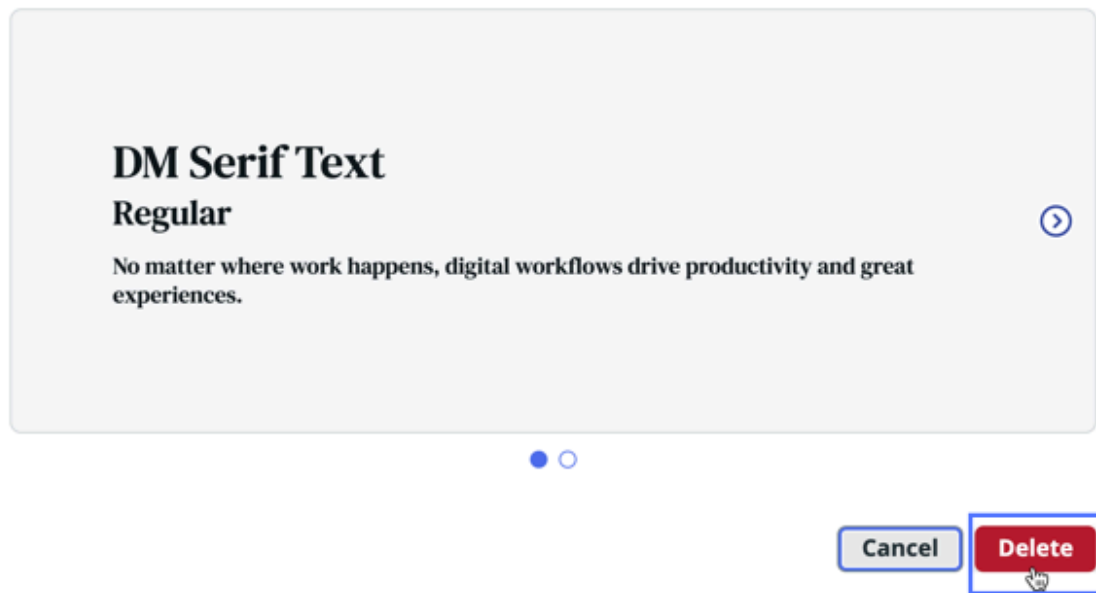 DM Serif Text
Regular
No matter where work happens, digital workflows drive productivity and great
experiences.
Cancel Delete